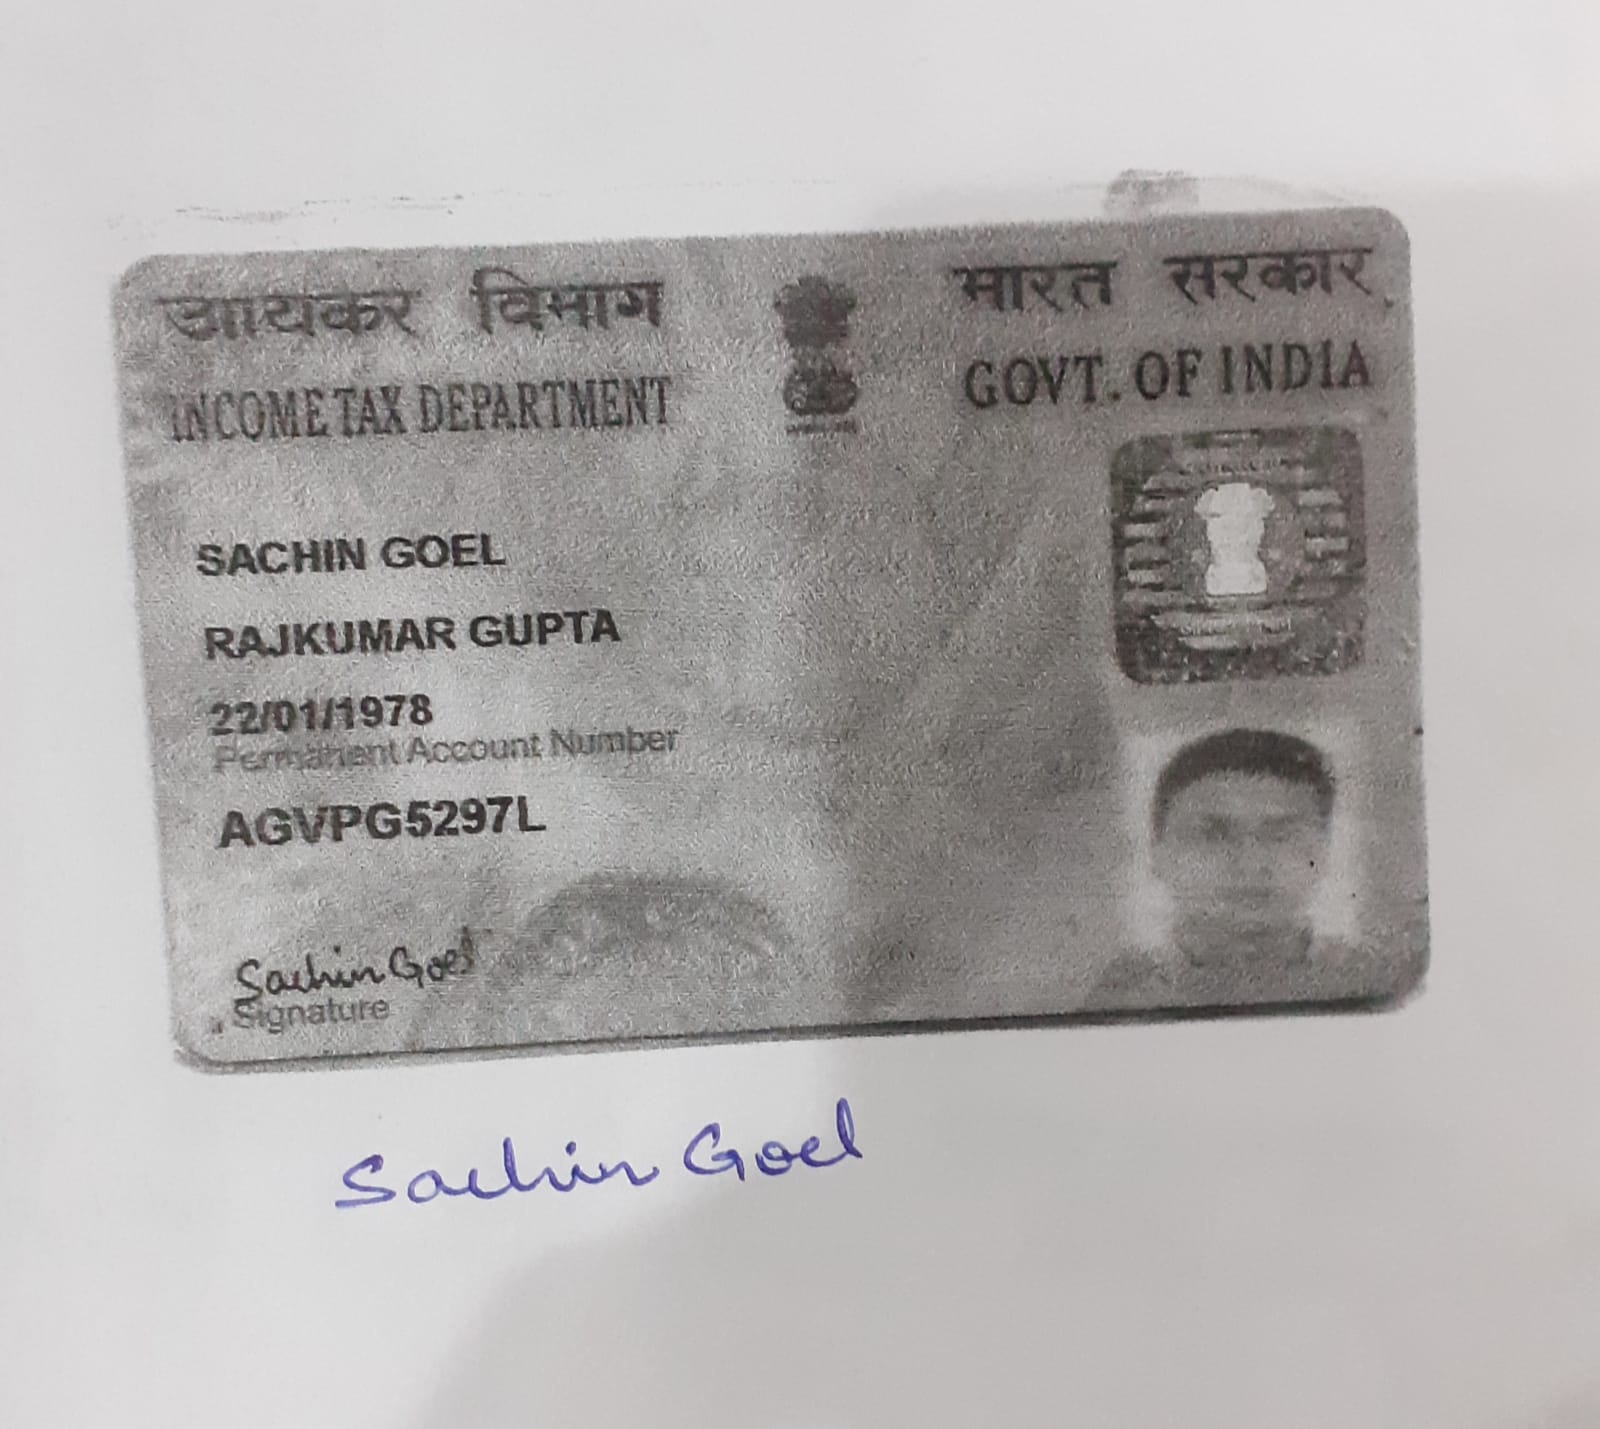 आयकर विभाग
INCOME TAX DEPARTMENT
भारत सरकार
GOVT. OF INDIA
SACHIN GOEL
RAJKUMAR GUPTA
22/01/1978
Permanent Account Number
AGVPG5297L
Sachin Goel
Signature
Sachin Goel